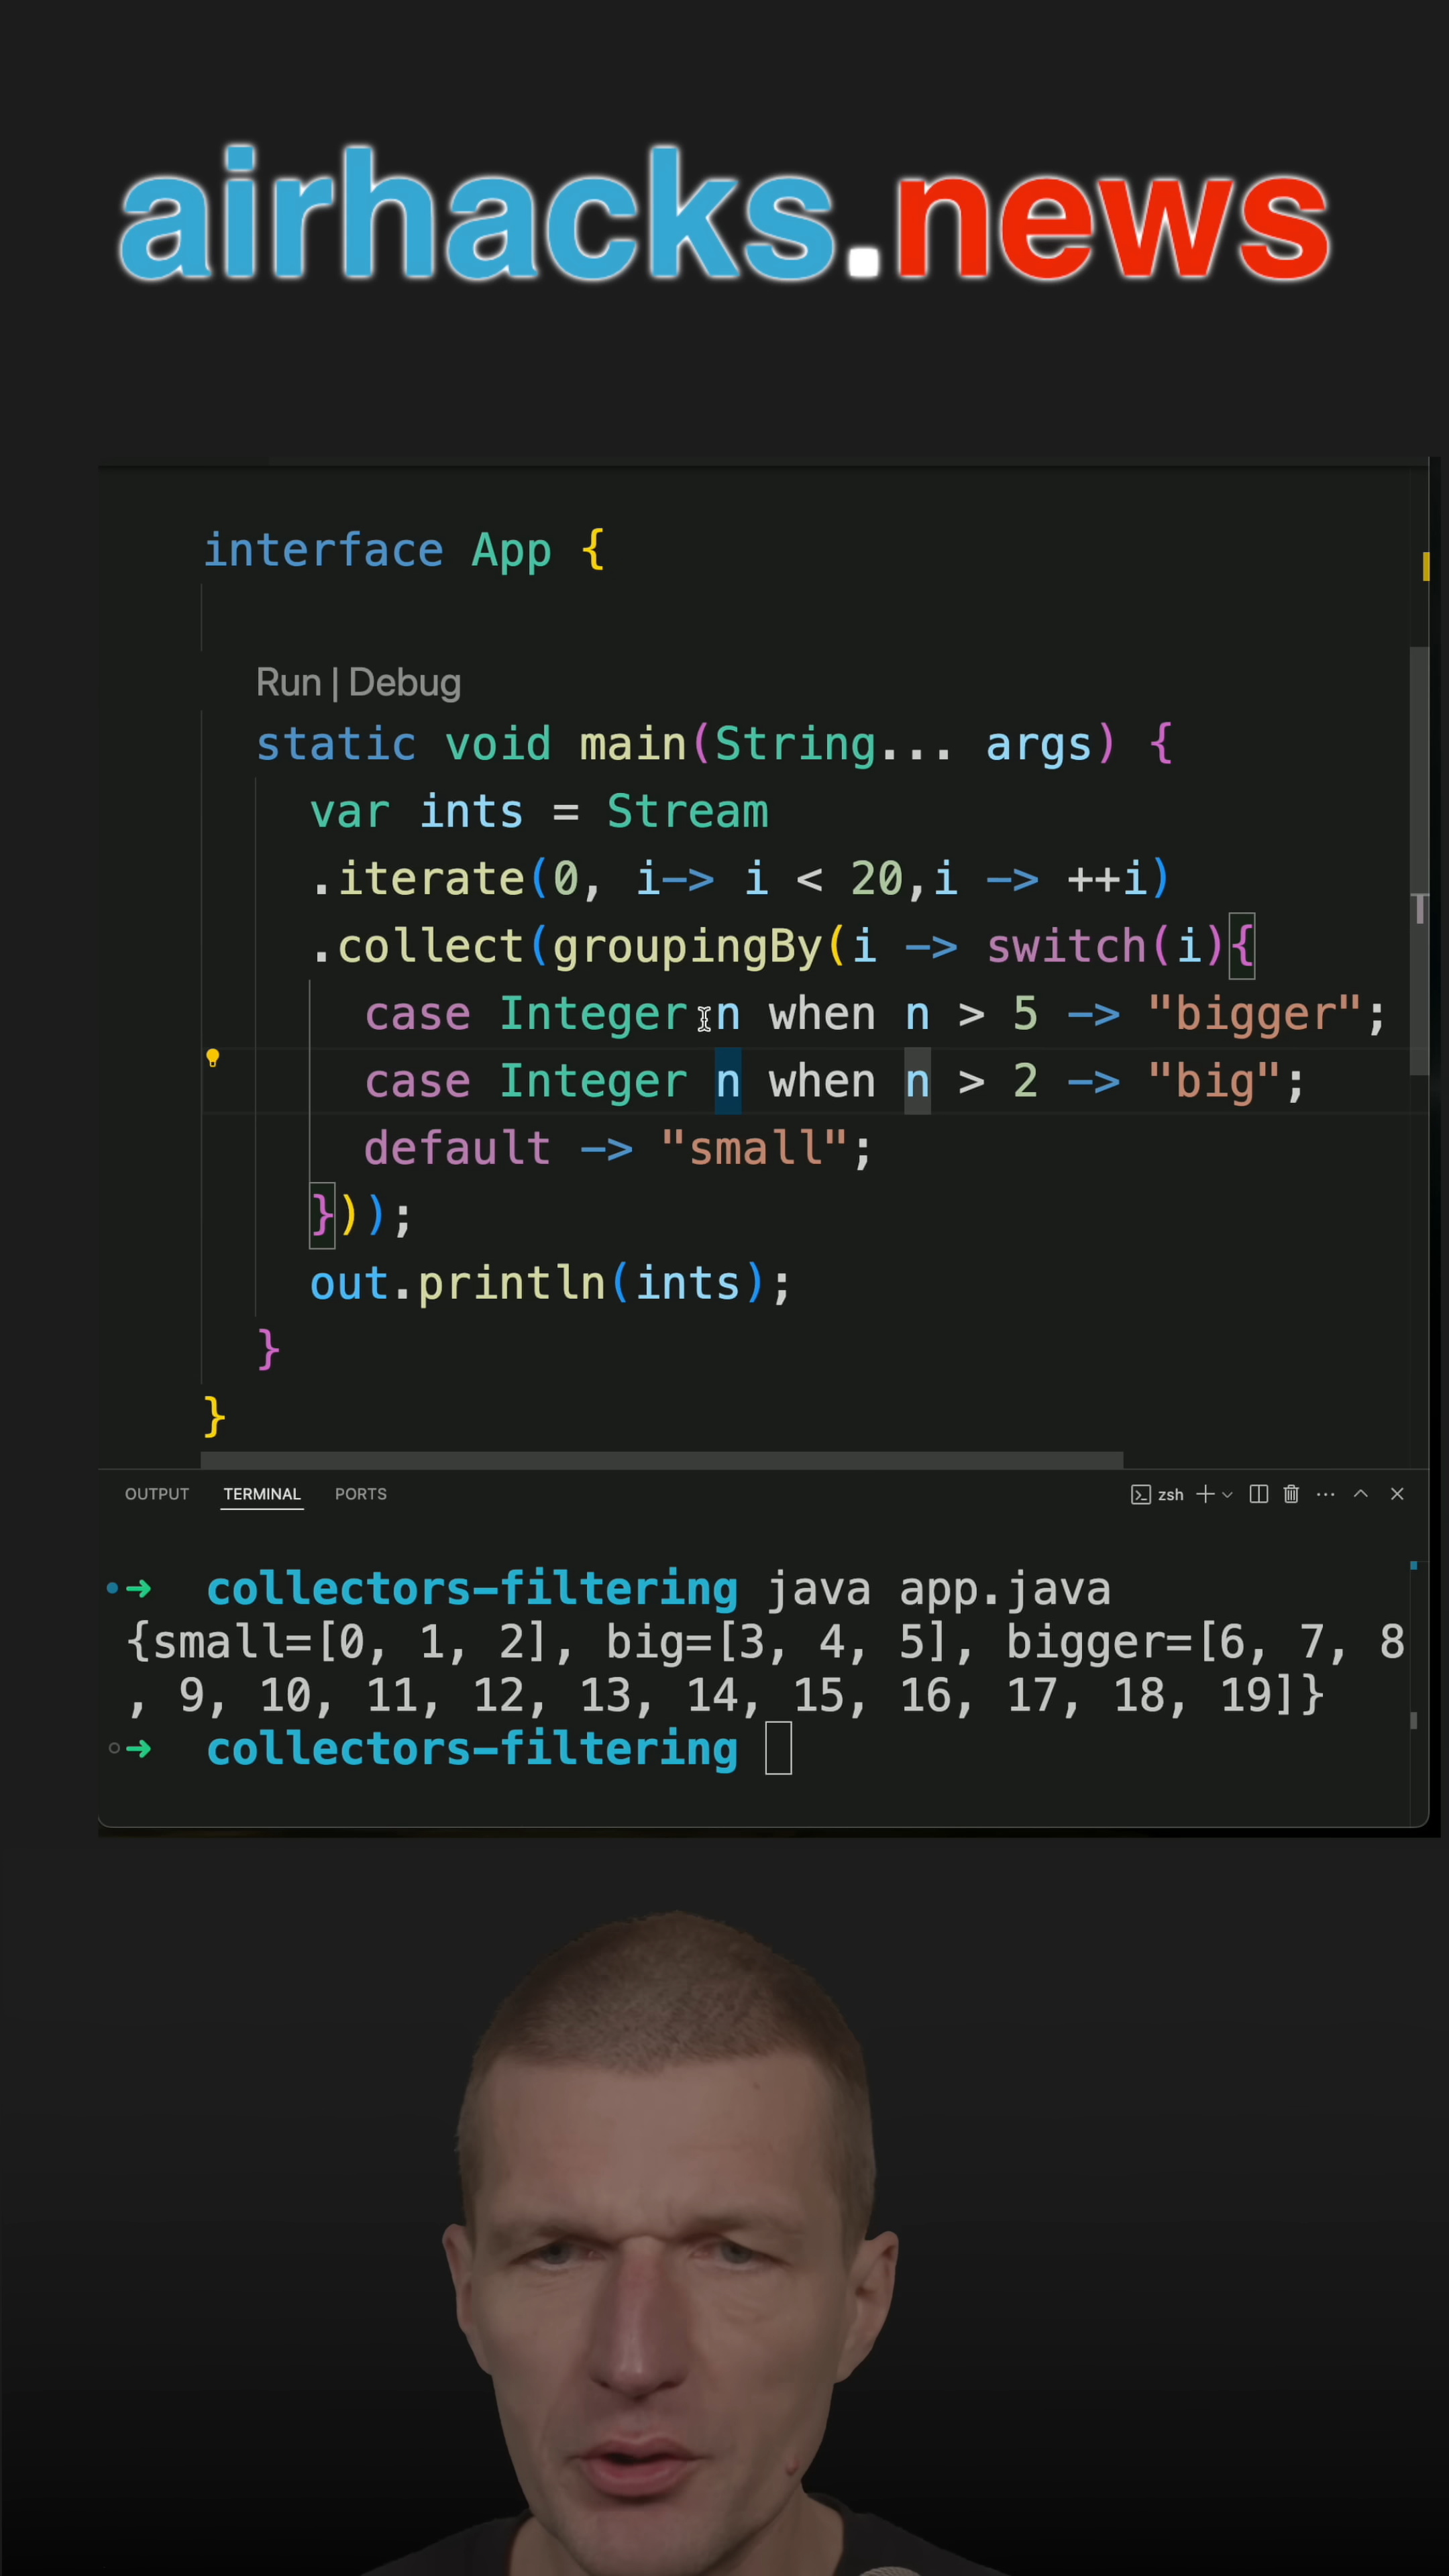 airhacks.news
interface App {
Run | Debug
static void main(String... args) {
var ints = Stream
.iterate(0, i-> i < 20,i -> ++i)
.collect(groupingBy(i -> switch(i){
case Integer n when n > 5 -> "bigger";
case Integer n when n > 2 -> "big";
default -> "small";
}));
out.println(ints);
}
}
OUTPUT TERMINAL PORTS zsh
collectors-filtering java app.java
{small=[0, 1, 2], big=[3, 4, 5], bigger=[6, 7, 8
, 9, 10, 11, 12, 13, 14, 15, 16, 17, 18, 19]}
collectors-filtering